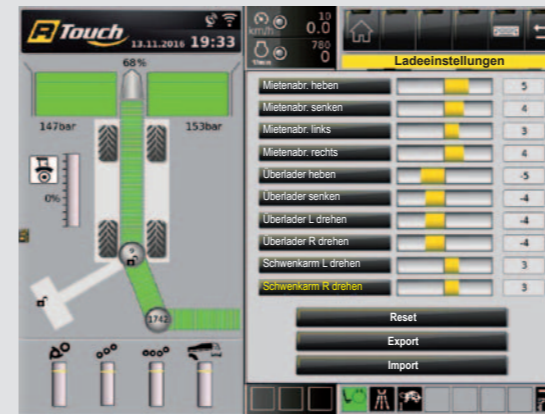 R Touch
13.11.2016 19:33
68%
147bar
153bar
0%
9
1742
km/h
10
0.0
780
0
Ladeeinstellungen
Mietenabr. heben 5
Mietenabr. senken 4
Mietenabr. links 3
Mietenabr. rechts 4
Überlader heben -5
Überlader senken -4
Überlader L drehen -4
Überlader R drehen -4
Schwenkarm L drehen 3
Schwenkarm R drehen 3
Reset
Export
Import